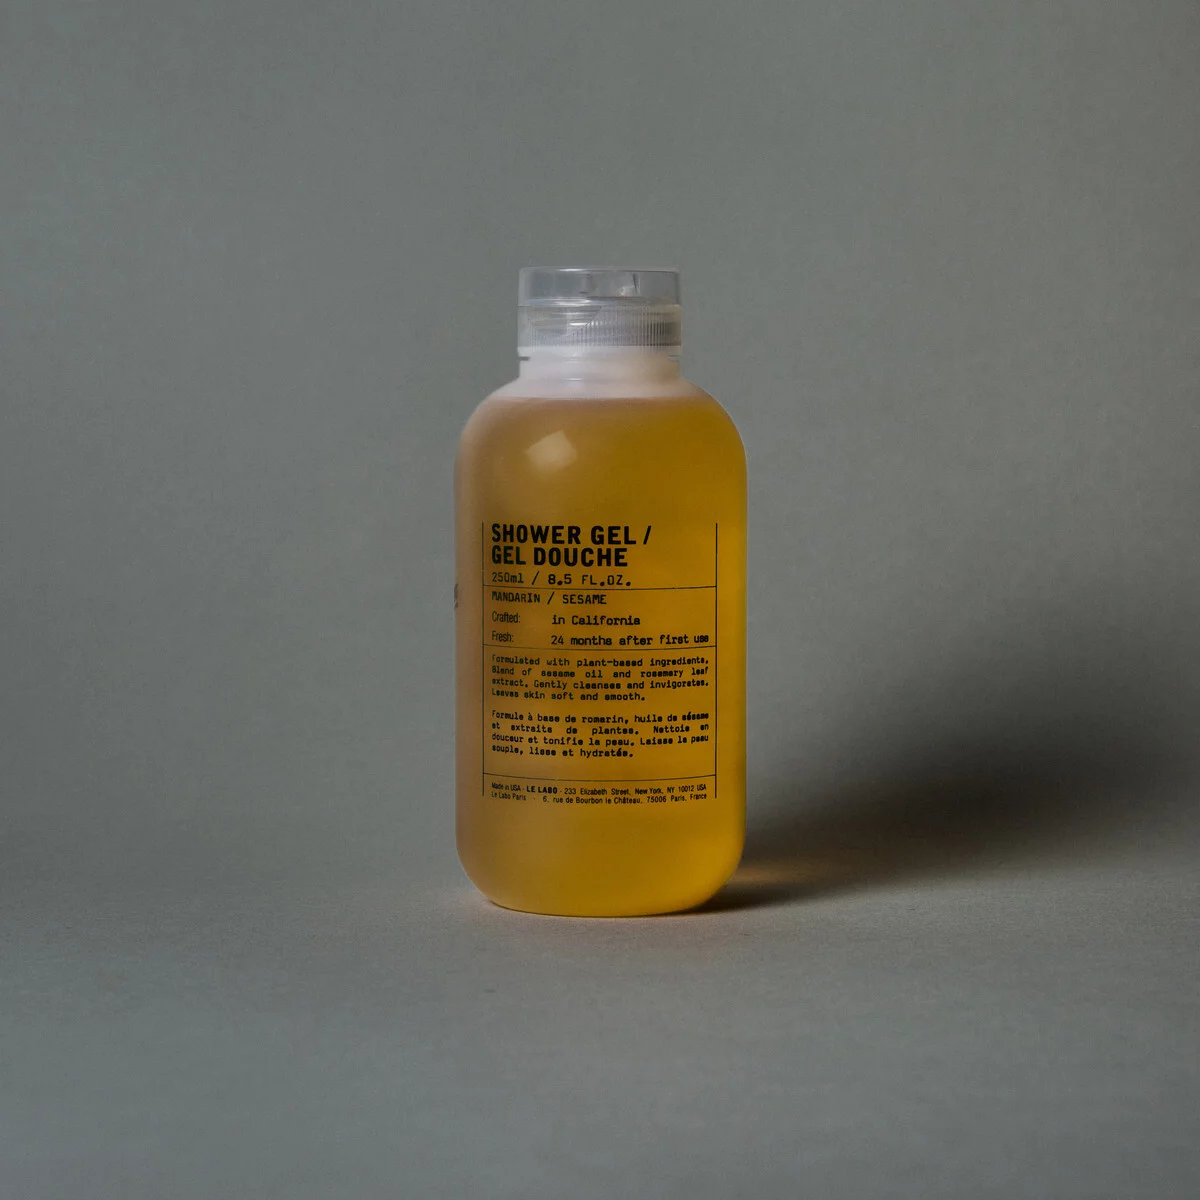 SHOWER GEL /
GEL DOUCHE
250ml / 8.5 FL.OZ.
MANDARIN / SESAME
Crafted: in California
Fresh: 24 months after first use
Formulated with plant-based ingredients.
Blend of sesame oil and rosemary leaf
extract. Gently cleanses and invigorates.
Leaves skin soft and smooth.
Formule à base de romarin, huile de sésame
et extraits de plantes. Nettoie en
douceur et tonifie la peau. Laisse la peau
souple, lisse et hydratée.
Made in USA · LE LABO · 233 Elizabeth Street, New York, NY 10012 USA
Le Labo Paris - 6, rue de Bourbon le Château, 75006 Paris, France